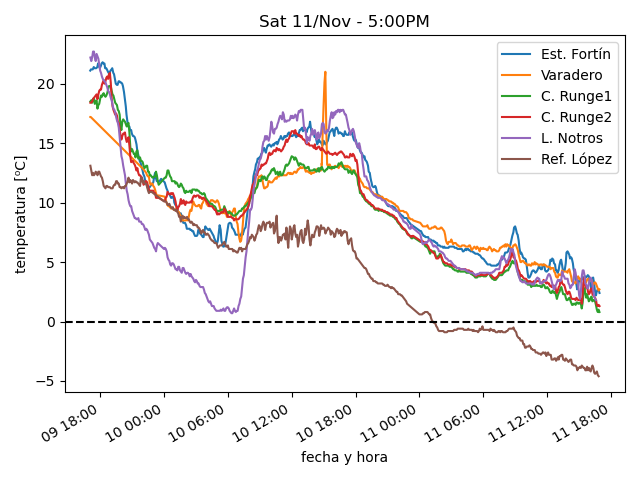 Sat 11/Nov - 5:00PM
temperatura [°C]
20
15
10
5
0
−5
Est. Fortín
Varadero
C. Runge1
C. Runge2
L. Notros
Ref. López
09 18:00
10 00:00
10 06:00
10 12:00
10 18:00
11 00:00
11 06:00
11 12:00
11 18:00
fecha y hora